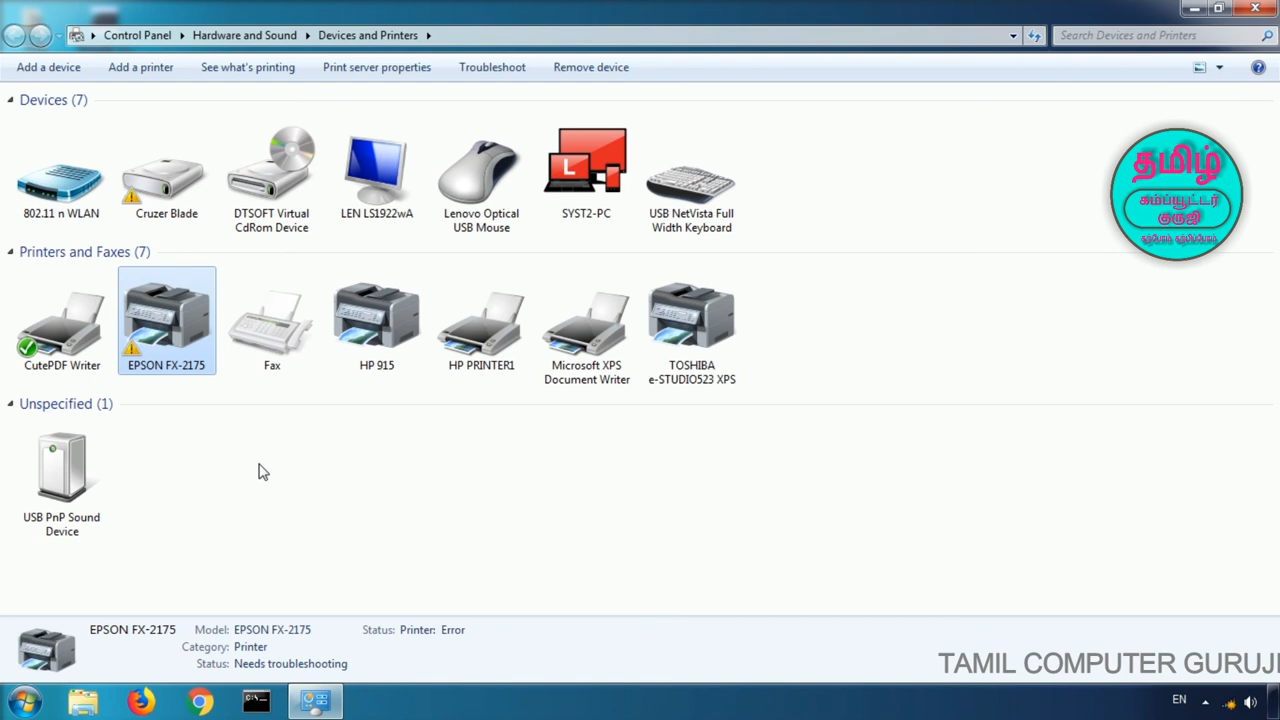 Control Panel
Hardware and Sound
Devices and Printers
Search Devices and Printers
Add a device
Add a printer
See what's printing
Print server properties
Troubleshoot
Remove device
Devices (7)
802.11 n WLAN
Cruzer Blade
DTSOFT Virtual
CdRom Device
LEN LS1922wA
Lenovo Optical
USB Mouse
L
SYST2-PC
USB NetVista Full
Width Keyboard
தமிழ்
கம்ப்யூட்டர்
குருஜி
Printers and Faxes (7)
CutePDF Writer
EPSON FX-2175
Fax
HP 915
HP PRINTER1
Microsoft XPS
Document Writer
TOSHIBA
e-STUDIO523 XPS
Unspecified (1)
USB PnP Sound
Device
EPSON FX-2175
Model: EPSON FX-2175
Status: Printer: Error
Category: Printer
Status: Needs troubleshooting
TAMIL COMPUTER GURUJI
EN